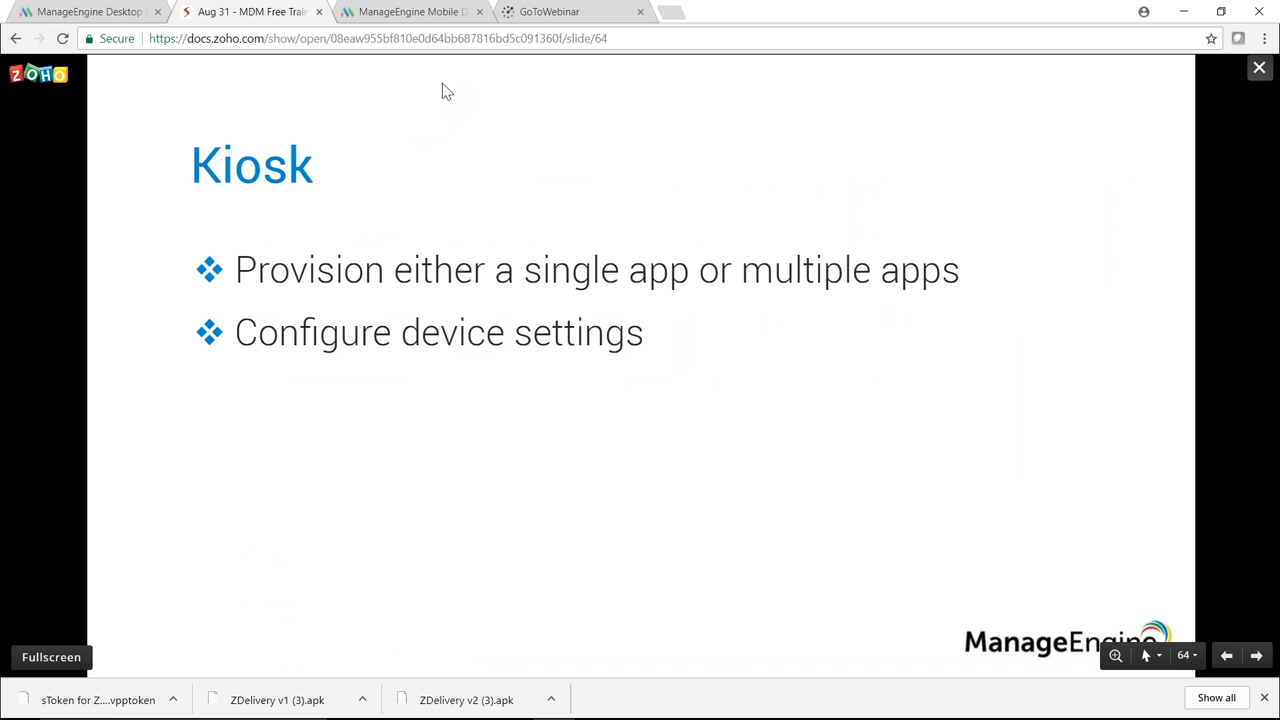 ManageEngine Desktop
Aug 31 - MDM Free Train
ManageEngine Mobile D
GoToWebinar
Secure
https://docs.zoho.com/show/open/08eaw955bf810e0d64bb687816bd5c091360f/slide/64
ZOHO
Kiosk
Provision either a single app or multiple apps
Configure device settings
ManageEngine
Fullscreen
64
sToken for Z....vpptoken
ZDelivery v1 (3).apk
ZDelivery v2 (3).apk
Show all